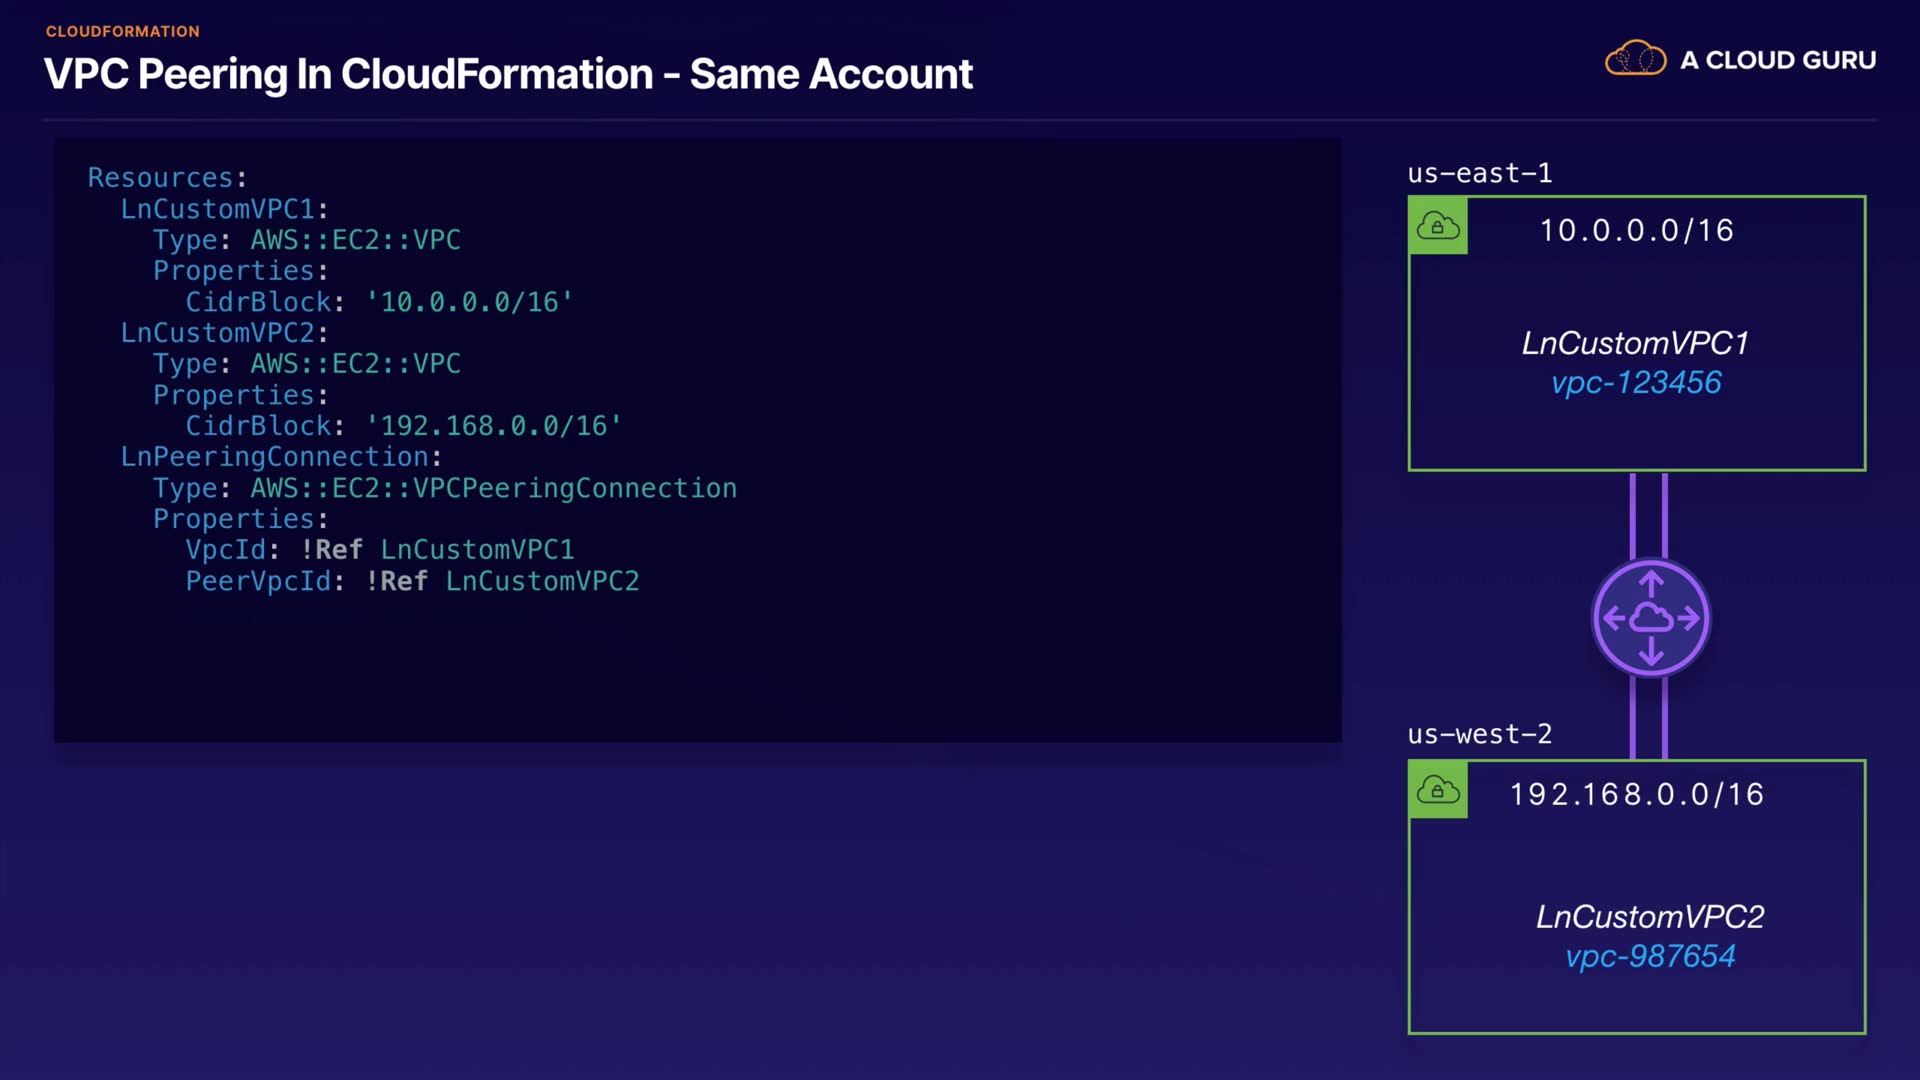 CLOUDFORMATION
VPC Peering In CloudFormation - Same Account
A CLOUD GURU
Resources:
  LnCustomVPC1:
    Type: AWS::EC2::VPC
    Properties:
      CidrBlock: '10.0.0.0/16'
  LnCustomVPC2:
    Type: AWS::EC2::VPC
    Properties:
      CidrBlock: '192.168.0.0/16'
  LnPeeringConnection:
    Type: AWS::EC2::VPCPeeringConnection
    Properties:
      VpcId: !Ref LnCustomVPC1
      PeerVpcId: !Ref LnCustomVPC2
us-east-1
10.0.0.0/16
LnCustomVPC1
vpc-123456
us-west-2
192.168.0.0/16
LnCustomVPC2
vpc-987654